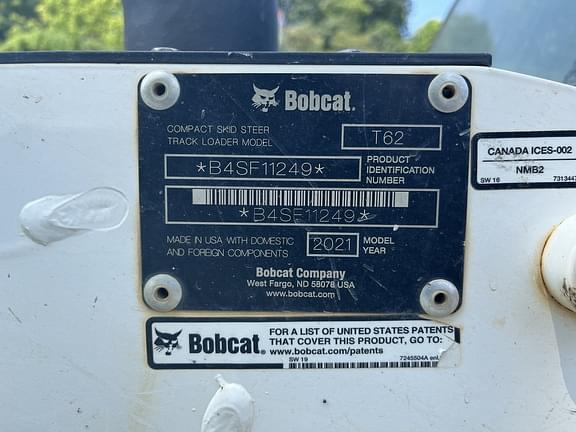 Bobcat.
COMPACT SKID STEER
TRACK LOADER MODEL
T62
*B4SF11249*
PRODUCT
IDENTIFICATION
NUMBER
*B4SF11249*
MADE IN USA WITH DOMESTIC
AND FOREIGN COMPONENTS
2021
MODEL
YEAR
Bobcat Company
West Fargo, ND 58078 USA
www.bobcat.com
CANADA ICES-002
NMB2
SW 16
Bobcat.
FOR A LIST OF UNITED STATES PATENTS
THAT COVER THIS PRODUCT, GO TO:
www.bobcat.com/patents
SW 19
7245504A enU